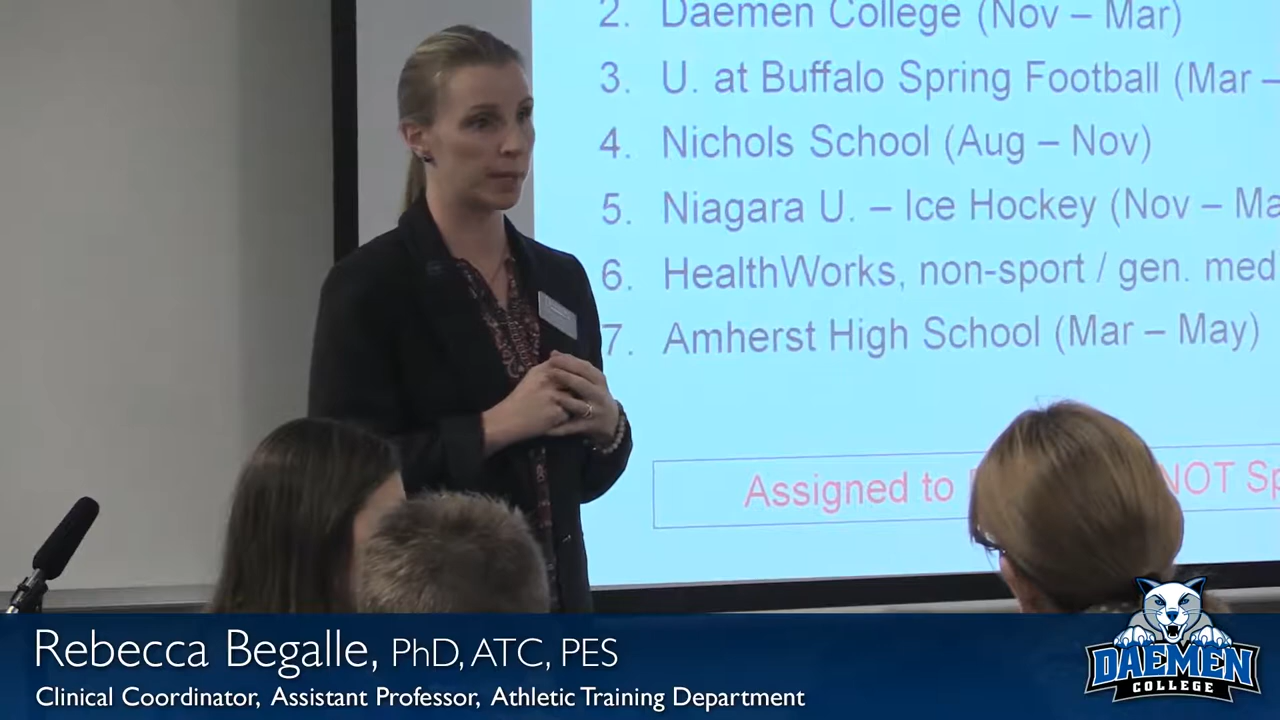 2. Daemen College (Nov – Mar)
3. U. at Buffalo Spring Football (Mar –
4. Nichols School (Aug – Nov)
5. Niagara U. – Ice Hockey (Nov – Ma
6. HealthWorks, non-sport / gen. med
7. Amherst High School (Mar – May)
Assigned to NOT Sp
Rebecca Begalle, PhD, ATC, PES
Clinical Coordinator, Assistant Professor, Athletic Training Department
DAEMEN
COLLEGE